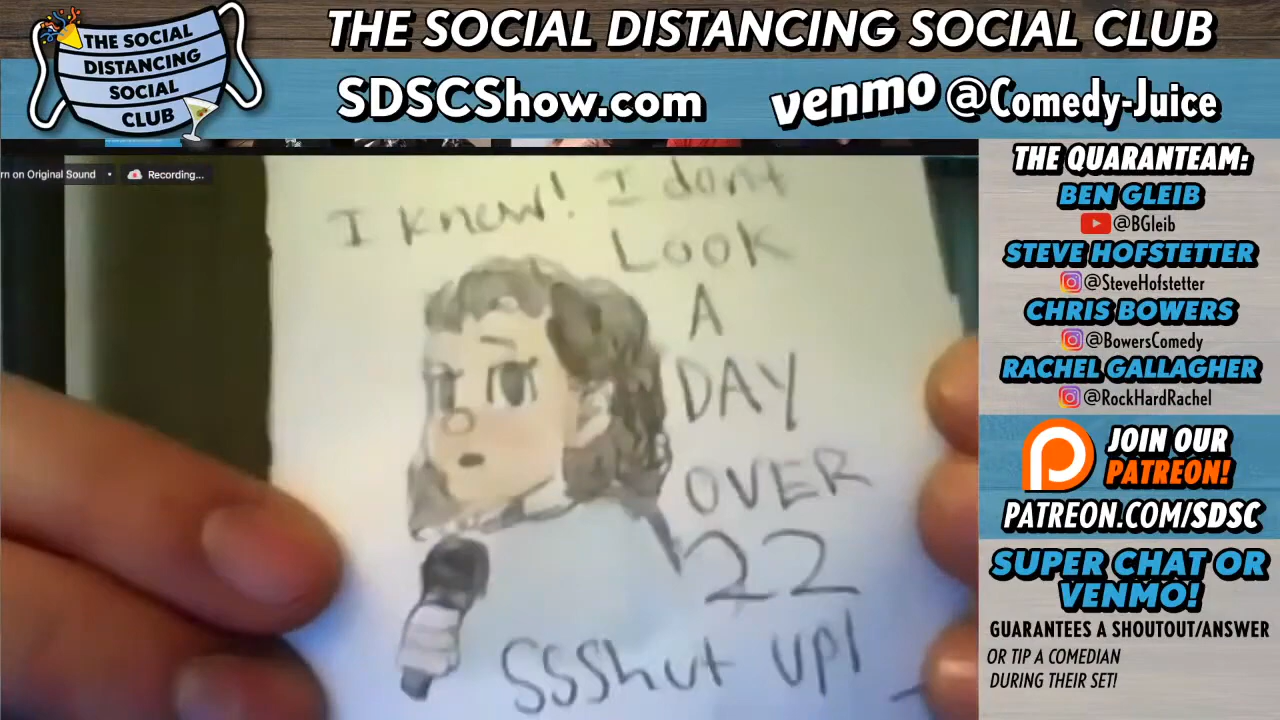 THE SOCIAL
DISTANCING
SOCIAL
CLUB
THE SOCIAL DISTANCING SOCIAL CLUB
SDSCShow.com
venmo @Comedy-Juice
rn on Original Sound • Recording...
I know! I dont
LOOK
A
DAY
OVER
22
SSShut UP!
THE QUARANTEAM:
BEN GLEIB
@BGleib
STEVE HOFSTETTER
@SteveHofstetter
CHRIS BOWERS
@BowersComedy
RACHEL GALLAGHER
@RockHardRachel
JOIN OUR
PATREON!
PATREON.COM/SDSC
SUPER CHAT OR
VENMO!
GUARANTEES A SHOUTOUT/ANSWER
OR TIP A COMEDIAN
DURING THEIR SET!